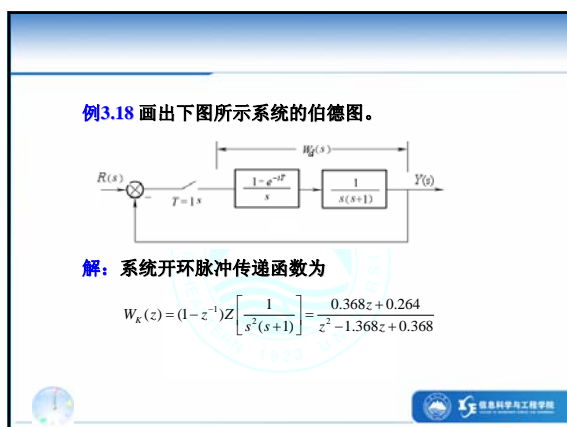 例3.18 画出下图所示系统的伯德图。
W_d(s)
R(s) − T=1s (1-e^{-sT})/s 1/(s(s+1)) Y(s)
解：系统开环脉冲传递函数为
W_K(z) = (1-z^{-1})Z[1/(s^2(s+1))] = (0.368z+0.264)/(z^2-1.368z+0.368)
1920
信息科学与工程学院